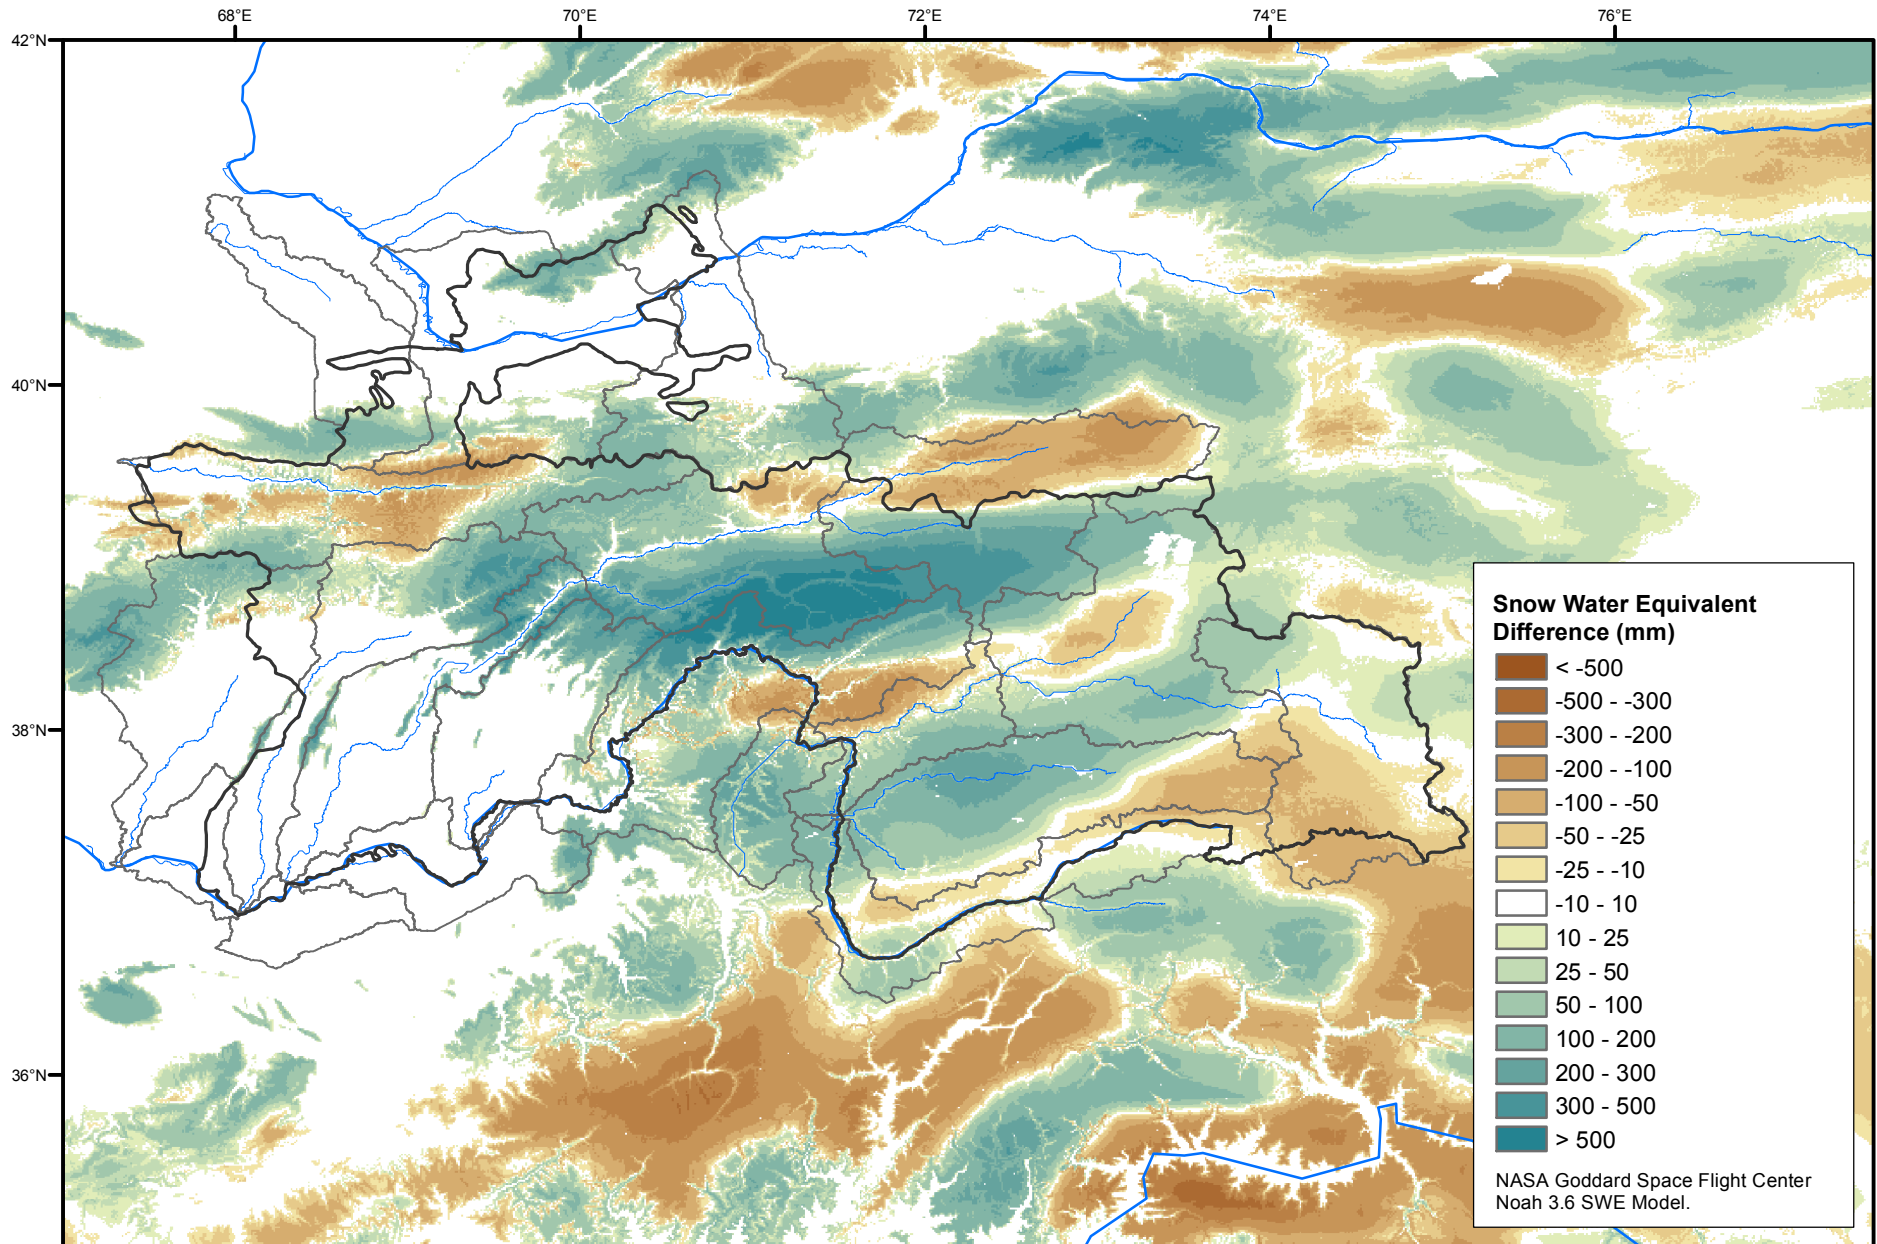 68°E
70°E
72°E
74°E
76°E
42°N
40°N
38°N
36°N
Snow Water Equivalent
Difference (mm)
< -500
-500 - -300
-300 - -200
-200 - -100
-100 - -50
-50 - -25
-25 - -10
-10 - 10
10 - 25
25 - 50
50 - 100
100 - 200
200 - 300
300 - 500
> 500
NASA Goddard Space Flight Center
Noah 3.6 SWE Model.